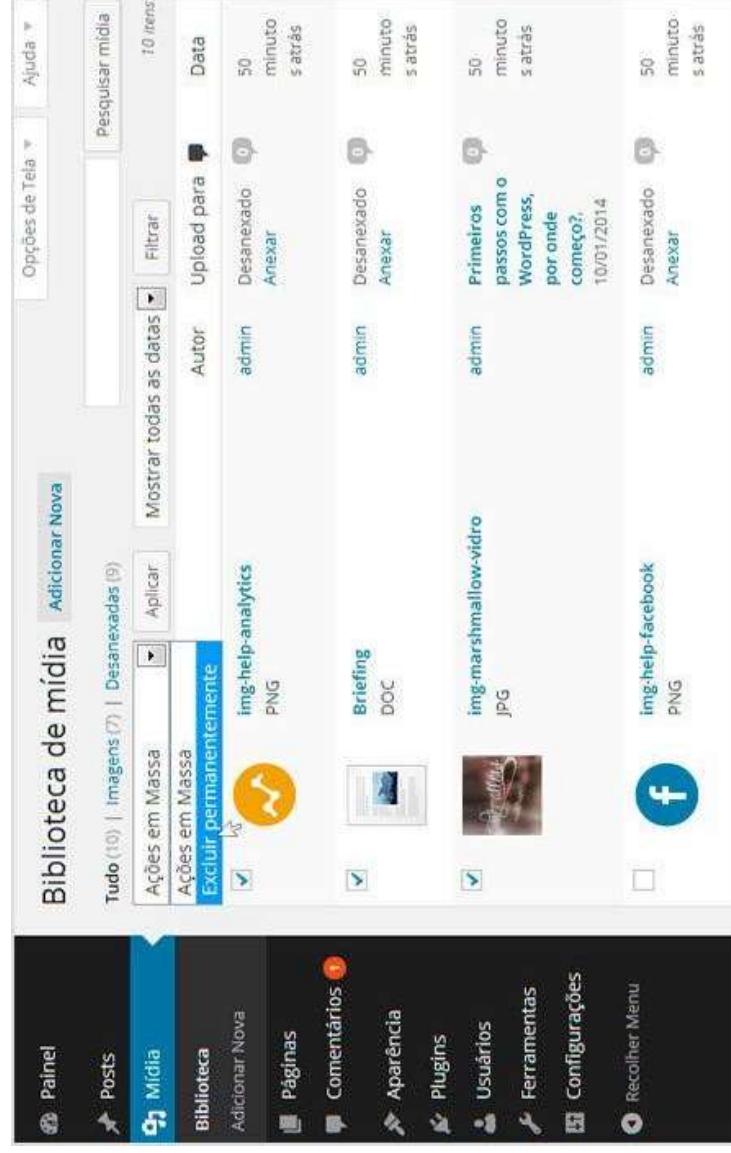 Opções de Tela
Ajuda
Biblioteca de mídia
Adicionar Nova
Tudo (10) | Imagens (7) | Desanexadas (9)
Pesquisar mídia
Ações em Massa
Aplicar
Mostrar todas as datas
Filtrar
10 itens
Ações em Massa
Excluir permanentemente
Autor
Upload para
Data
img-help-analytics
PNG
admin
Desanexado
Anexar
0
50
minuto
s atrás
Briefing
DOC
admin
Desanexado
Anexar
0
50
minuto
s atrás
img-marshmallow-vidro
JPG
admin
Primeiros
passos com o
WordPress,
por onde
começo?,
10/01/2014
0
50
minuto
s atrás
img-help-facebook
PNG
admin
Desanexado
Anexar
0
50
minuto
s atrás
Painel
Posts
Mídia
Biblioteca
Adicionar Nova
Páginas
Comentários 1
Aparência
Plugins
Usuários
Ferramentas
Configurações
Recolher Menu